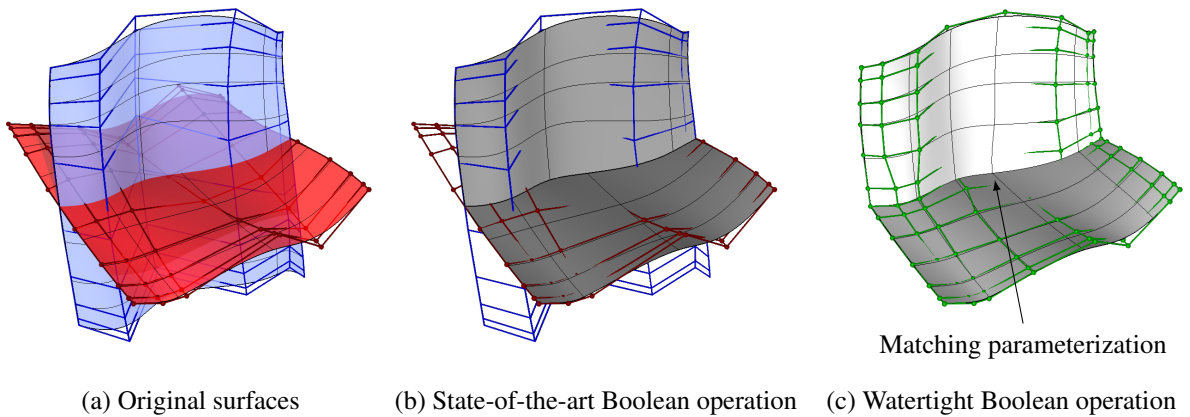 Matching parameterization
(a) Original surfaces
(b) State-of-the-art Boolean operation
(c) Watertight Boolean operation